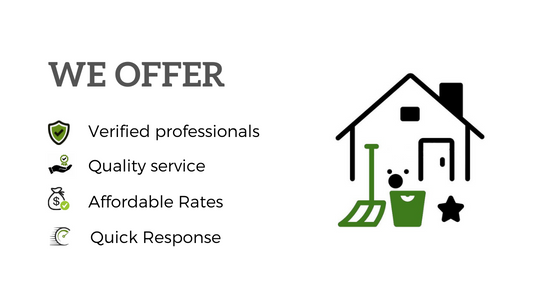 WE OFFER
Verified professionals
Quality service
$
Affordable Rates
Quick Response